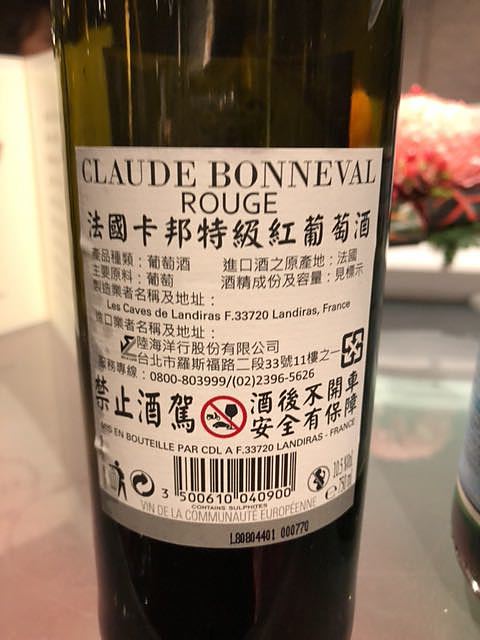 CLAUDE BONNEVAL
ROUGE
法國卡邦特級紅葡萄酒
產品種類：葡萄酒 進口酒之原產地：法國
主要原料：葡萄 酒精成份及容量：見標示
製造業者名稱及地址：
Les Caves de Landiras F.33720 Landiras, France
進口業者名稱及地址：
陸海洋行股份有限公司
台北市羅斯福路二段33號11樓之一
服務專線：0800-803999/(02)2396-5626
禁止酒駕 酒後不開車
安全有保障
MIS EN BOUTEILLE PAR CDL A F.33720 LANDIRAS - FRANCE
3 500610 040900
CONTAINS SULPHITES
VIN DE LA COMMUNAUTÉ EUROPÉENNE
750 ml
L80804401 000770